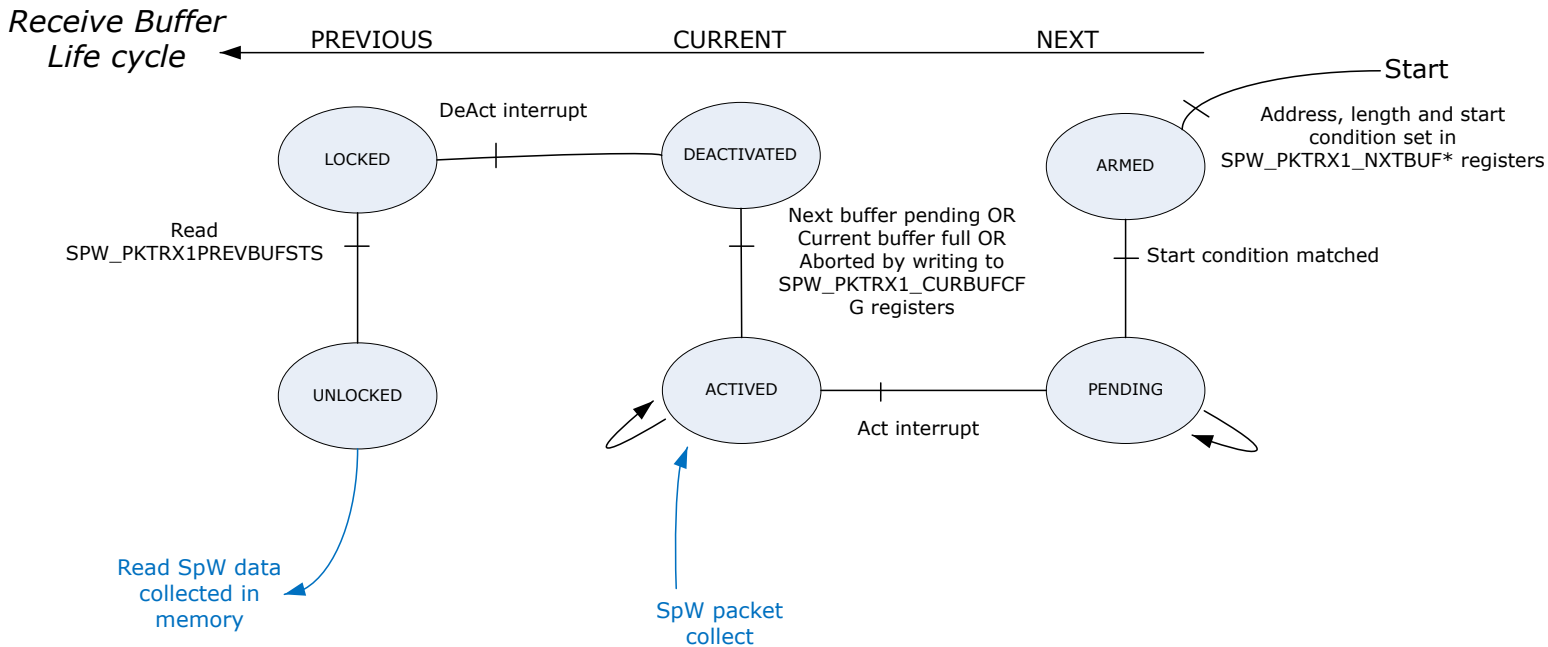 Receive Buffer
Life cycle
PREVIOUS
CURRENT
NEXT
Start
DeAct interrupt
Address, length and start
condition set in
SPW_PKTRX1_NXTBUF* registers
LOCKED
DEACTIVATED
ARMED
Read
SPW_PKTRX1PREVBUFSTS
Next buffer pending OR
Current buffer full OR
Aborted by writing to
SPW_PKTRX1_CURBUFCF
G registers
Start condition matched
UNLOCKED
ACTIVED
PENDING
Act interrupt
Read SpW data
collected in
memory
SpW packet
collect